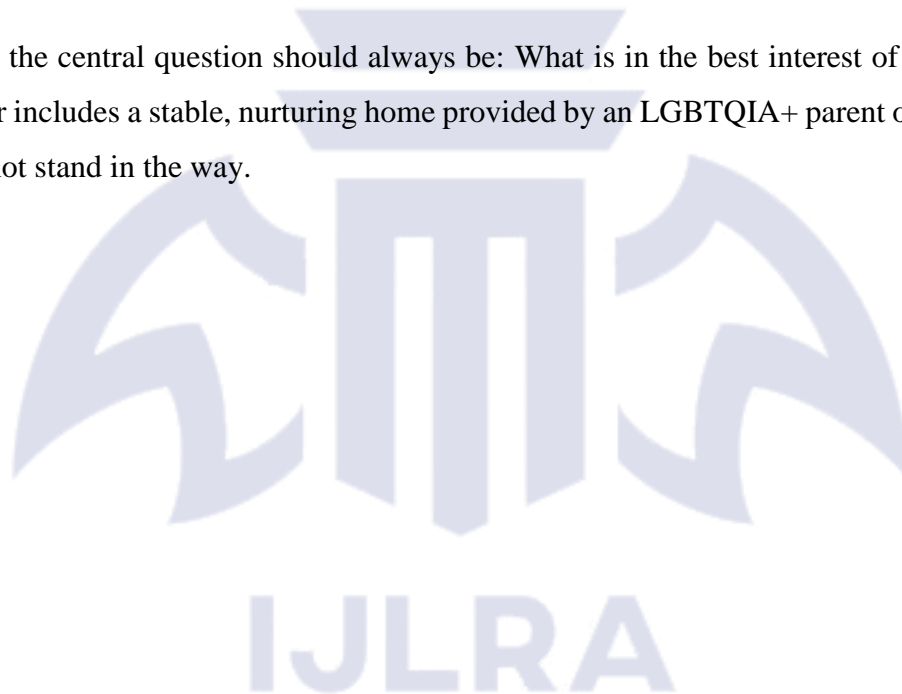 the central question should always be: What is in the best interest of
r includes a stable, nurturing home provided by an LGBTQIA+ parent o
not stand in the way.
IJLRA